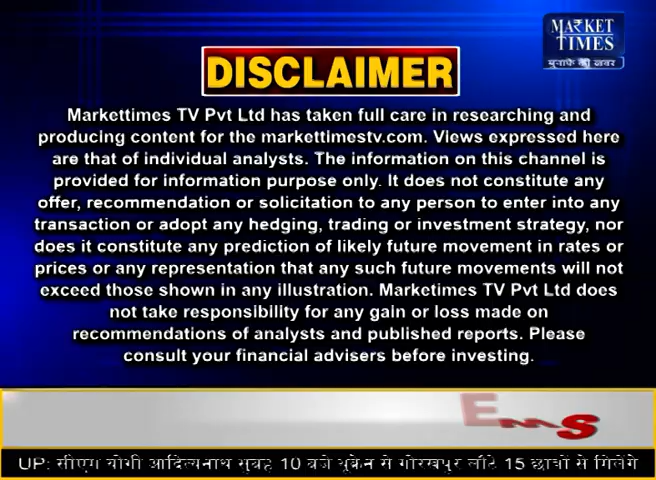 MARKET
TIMES
मुनाफे की खबर
DISCLAIMER
Markettimes TV Pvt Ltd has taken full care in researching and
producing content for the markettimestv.com. Views expressed here
are that of individual analysts. The information on this channel is
provided for information purpose only. It does not constitute any
offer, recommendation or solicitation to any person to enter into any
transaction or adopt any hedging, trading or investment strategy, nor
does it constitute any prediction of likely future movement in rates or
prices or any representation that any such future movements will not
exceed those shown in any illustration. Marketimes TV Pvt Ltd does
not take responsibility for any gain or loss made on
recommendations of analysts and published reports. Please
consult your financial advisers before investing.
EMS
UP: सीएम योगी आदित्यनाथ सुबह 10 बजे यूक्रेन से गोरखपुर लौटे 15 छात्रों से मिलेंगे